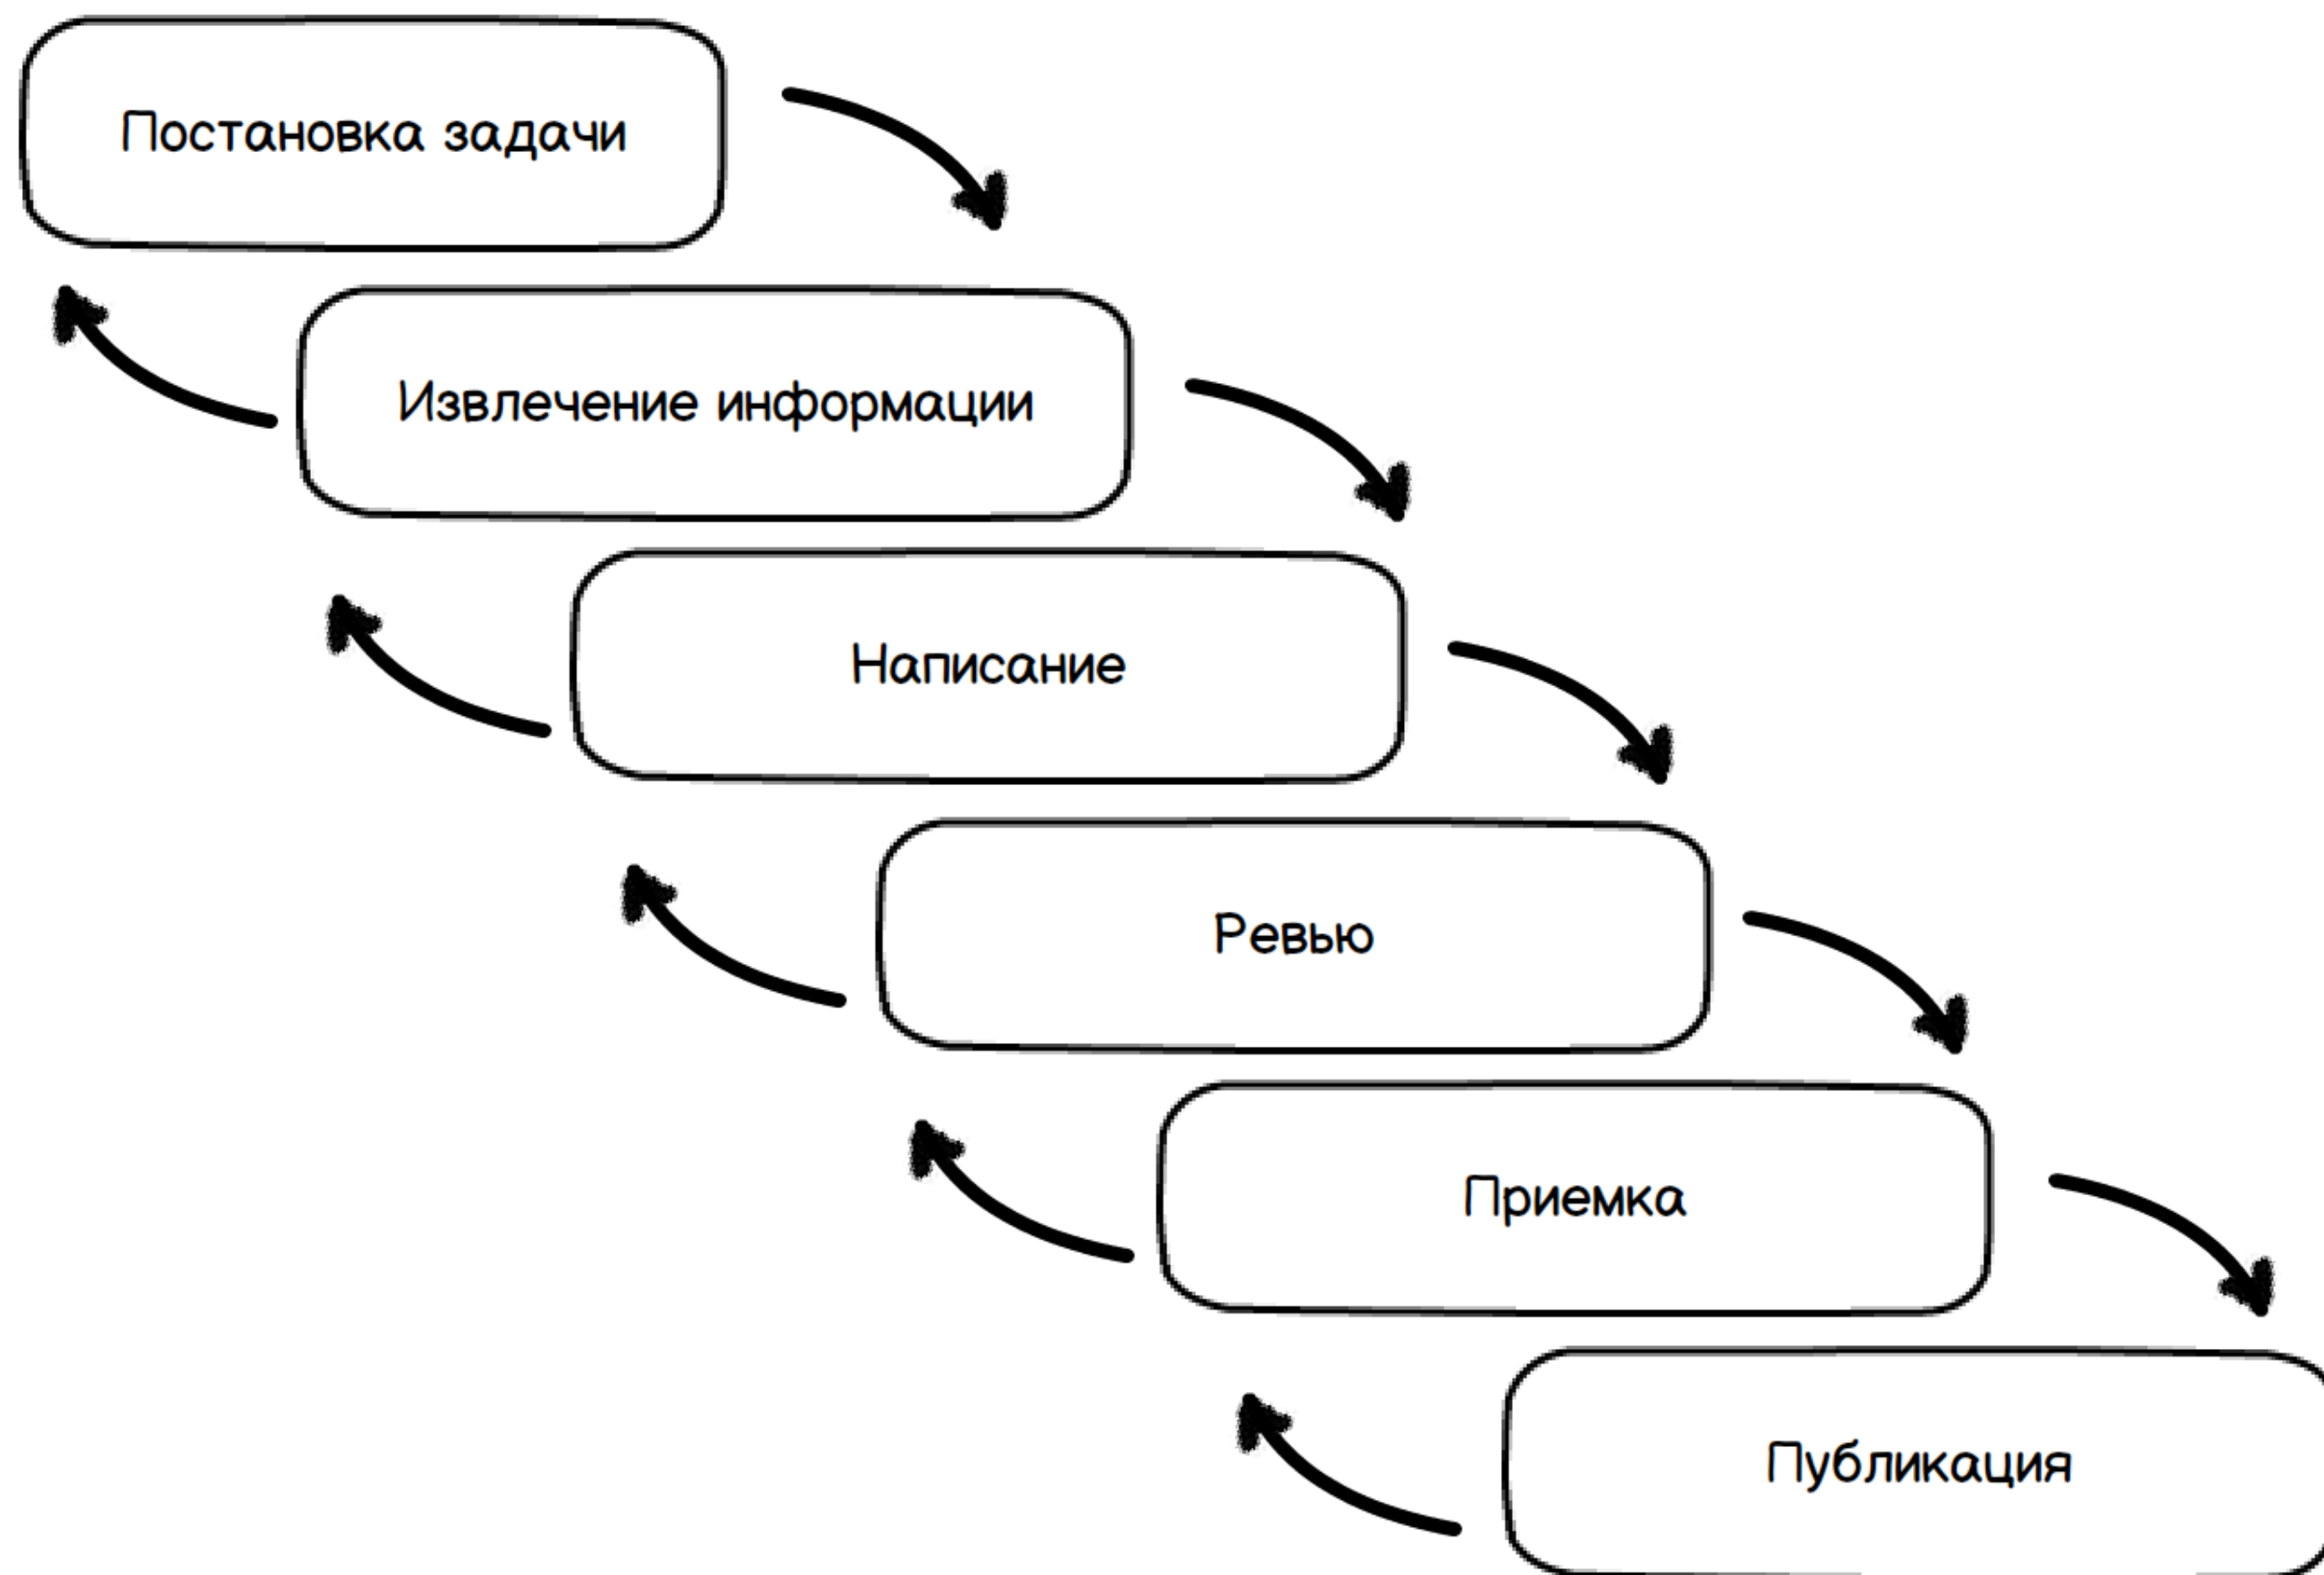 Постановка задачи
Извлечение информации
Написание
Ревью
Приемка
Публикация